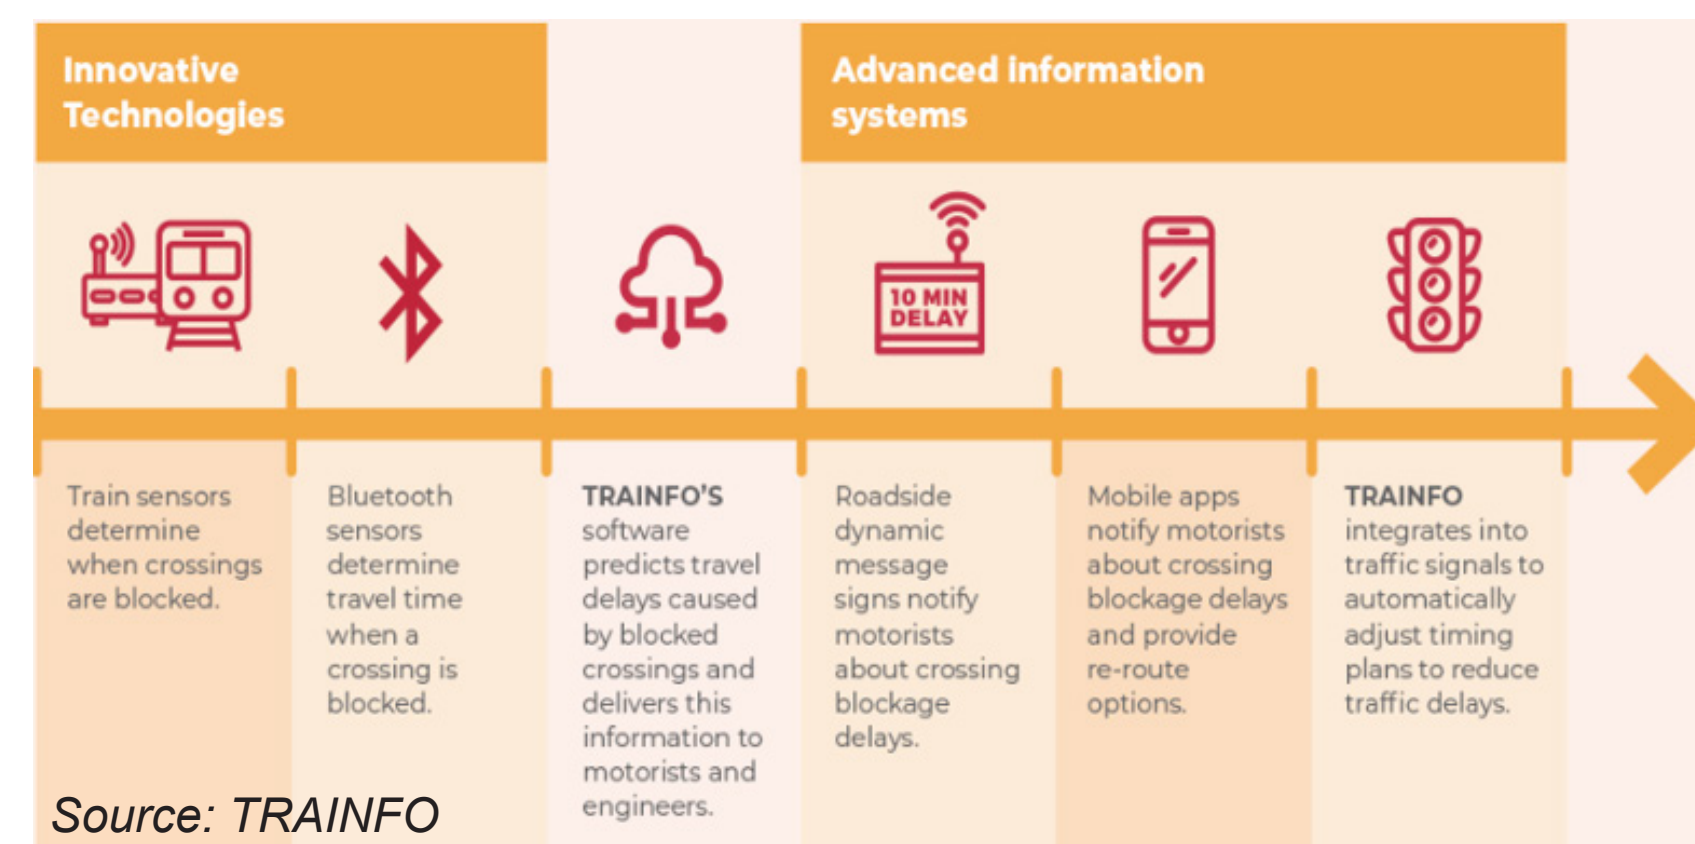 Innovative
Technologies
Advanced information
systems
10 MIN
DELAY
Train sensors
determine
when crossings
are blocked.
Bluetooth
sensors
determine
travel time
when a
crossing is
blocked.
TRAINFO'S
software
predicts travel
delays caused
by blocked
crossings and
delivers this
information to
motorists and
engineers.
Roadside
dynamic
message
signs notify
motorists
about crossing
blockage
delays.
Mobile apps
notify motorists
about crossing
blockage delays
and provide
re-route
options.
TRAINFO
integrates into
traffic signals to
automatically
adjust timing
plans to reduce
traffic delays.
Source: TRAINFO